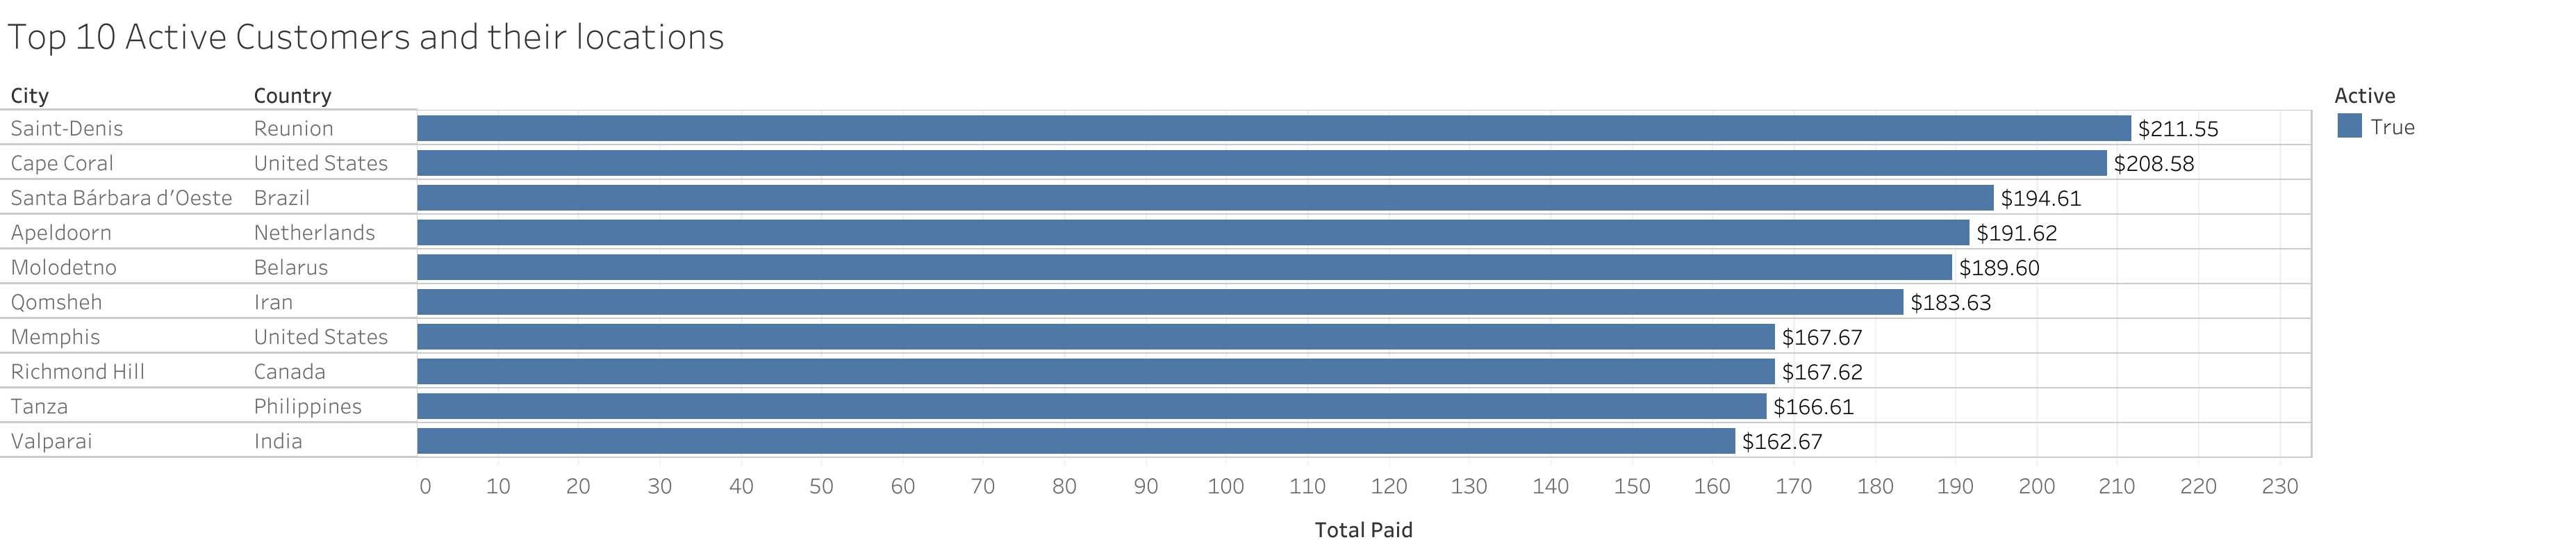 Top 10 Active Customers and their locations
City Country Active
Saint-Denis Reunion $211.55 True
Cape Coral United States $208.58
Santa Bárbara d’Oeste Brazil $194.61
Apeldoorn Netherlands $191.62
Molodetno Belarus $189.60
Qomsheh Iran $183.63
Memphis United States $167.67
Richmond Hill Canada $167.62
Tanza Philippines $166.61
Valparai India $162.67
0 10 20 30 40 50 60 70 80 90 100 110 120 130 140 150 160 170 180 190 200 210 220 230
Total Paid